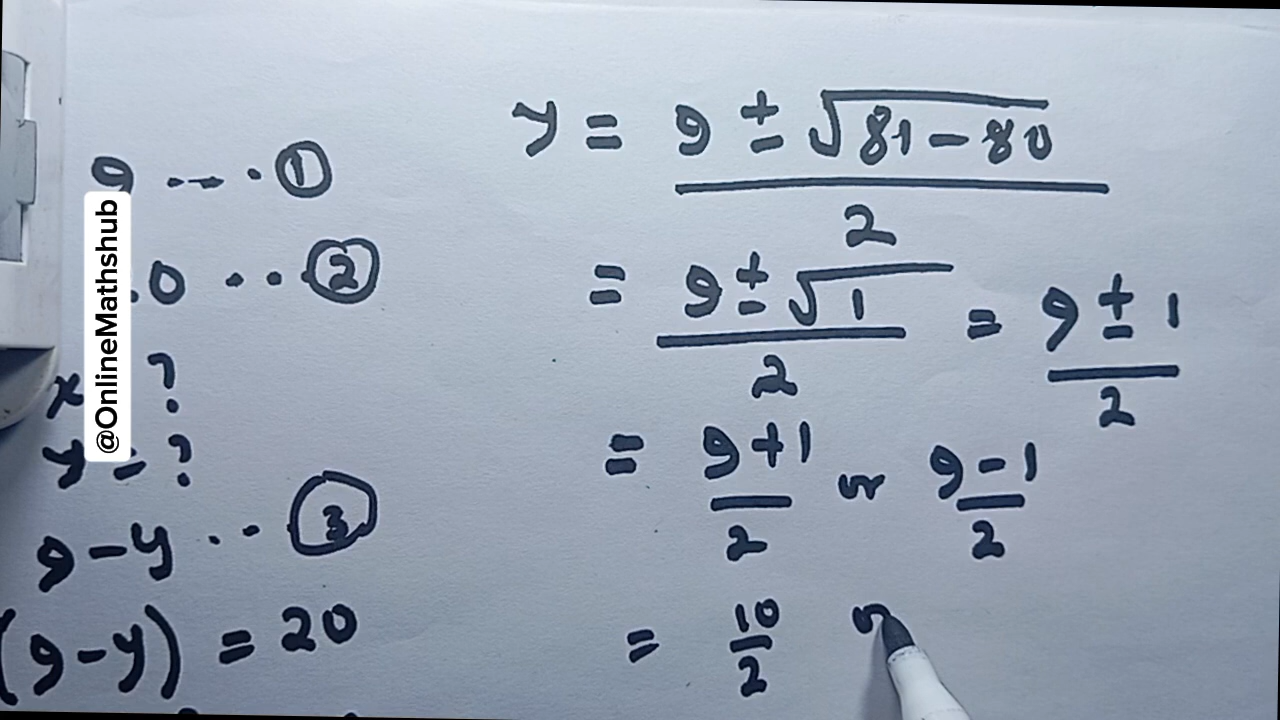 9 ... ①
.0 ... ②
x ?
y = ?
9-y .. ③
(9-y) = 20
@OnlineMathshub
y = 9 ± √81-80
2
= 9 ± √1 = 9 ± 1
2 2
= 9+1 or 9-1
2 2
= 10 or
2